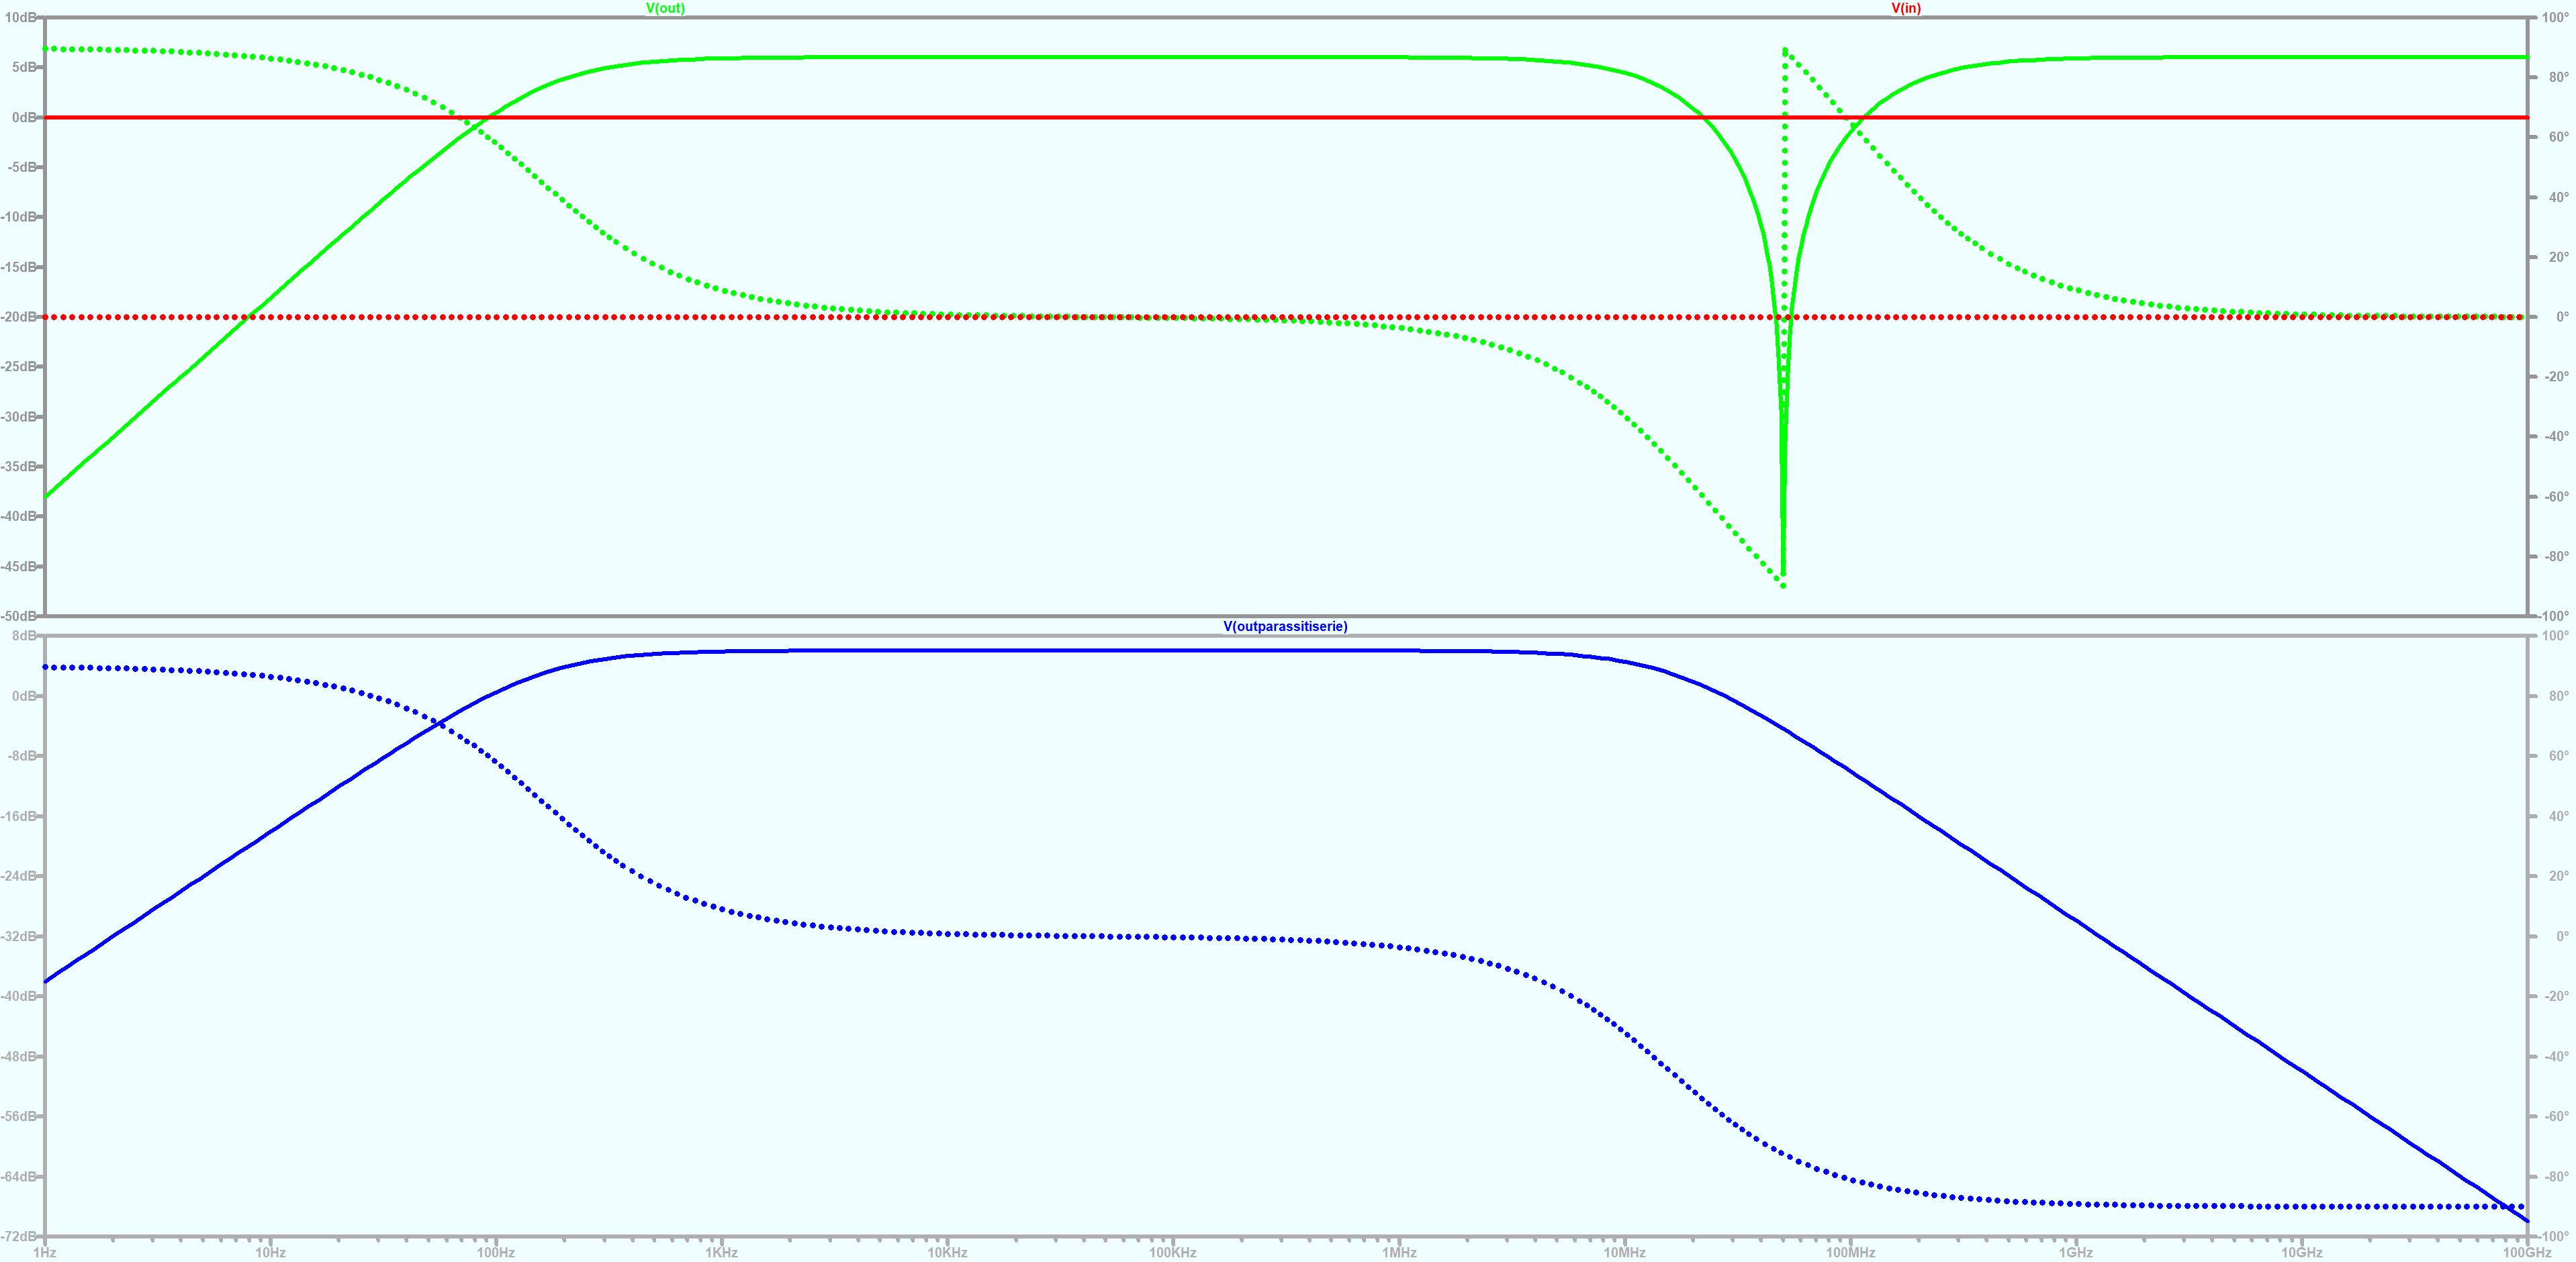 V(out) V(in)
10dB 100°
5dB 80°
0dB 60°
-5dB 40°
-10dB 20°
-15dB 0°
-20dB -20°
-25dB -40°
-30dB -60°
-35dB -80°
-40dB -100°
-45dB
-50dB
V(outparassitiserie)
8dB 100°
0dB 80°
-8dB 60°
-16dB 40°
-24dB 20°
-32dB 0°
-40dB -20°
-48dB -40°
-56dB -60°
-64dB -80°
-72dB -100°
1Hz 10Hz 100Hz 1KHz 10KHz 100KHz 1MHz 10MHz 100MHz 1GHz 10GHz 100GHz